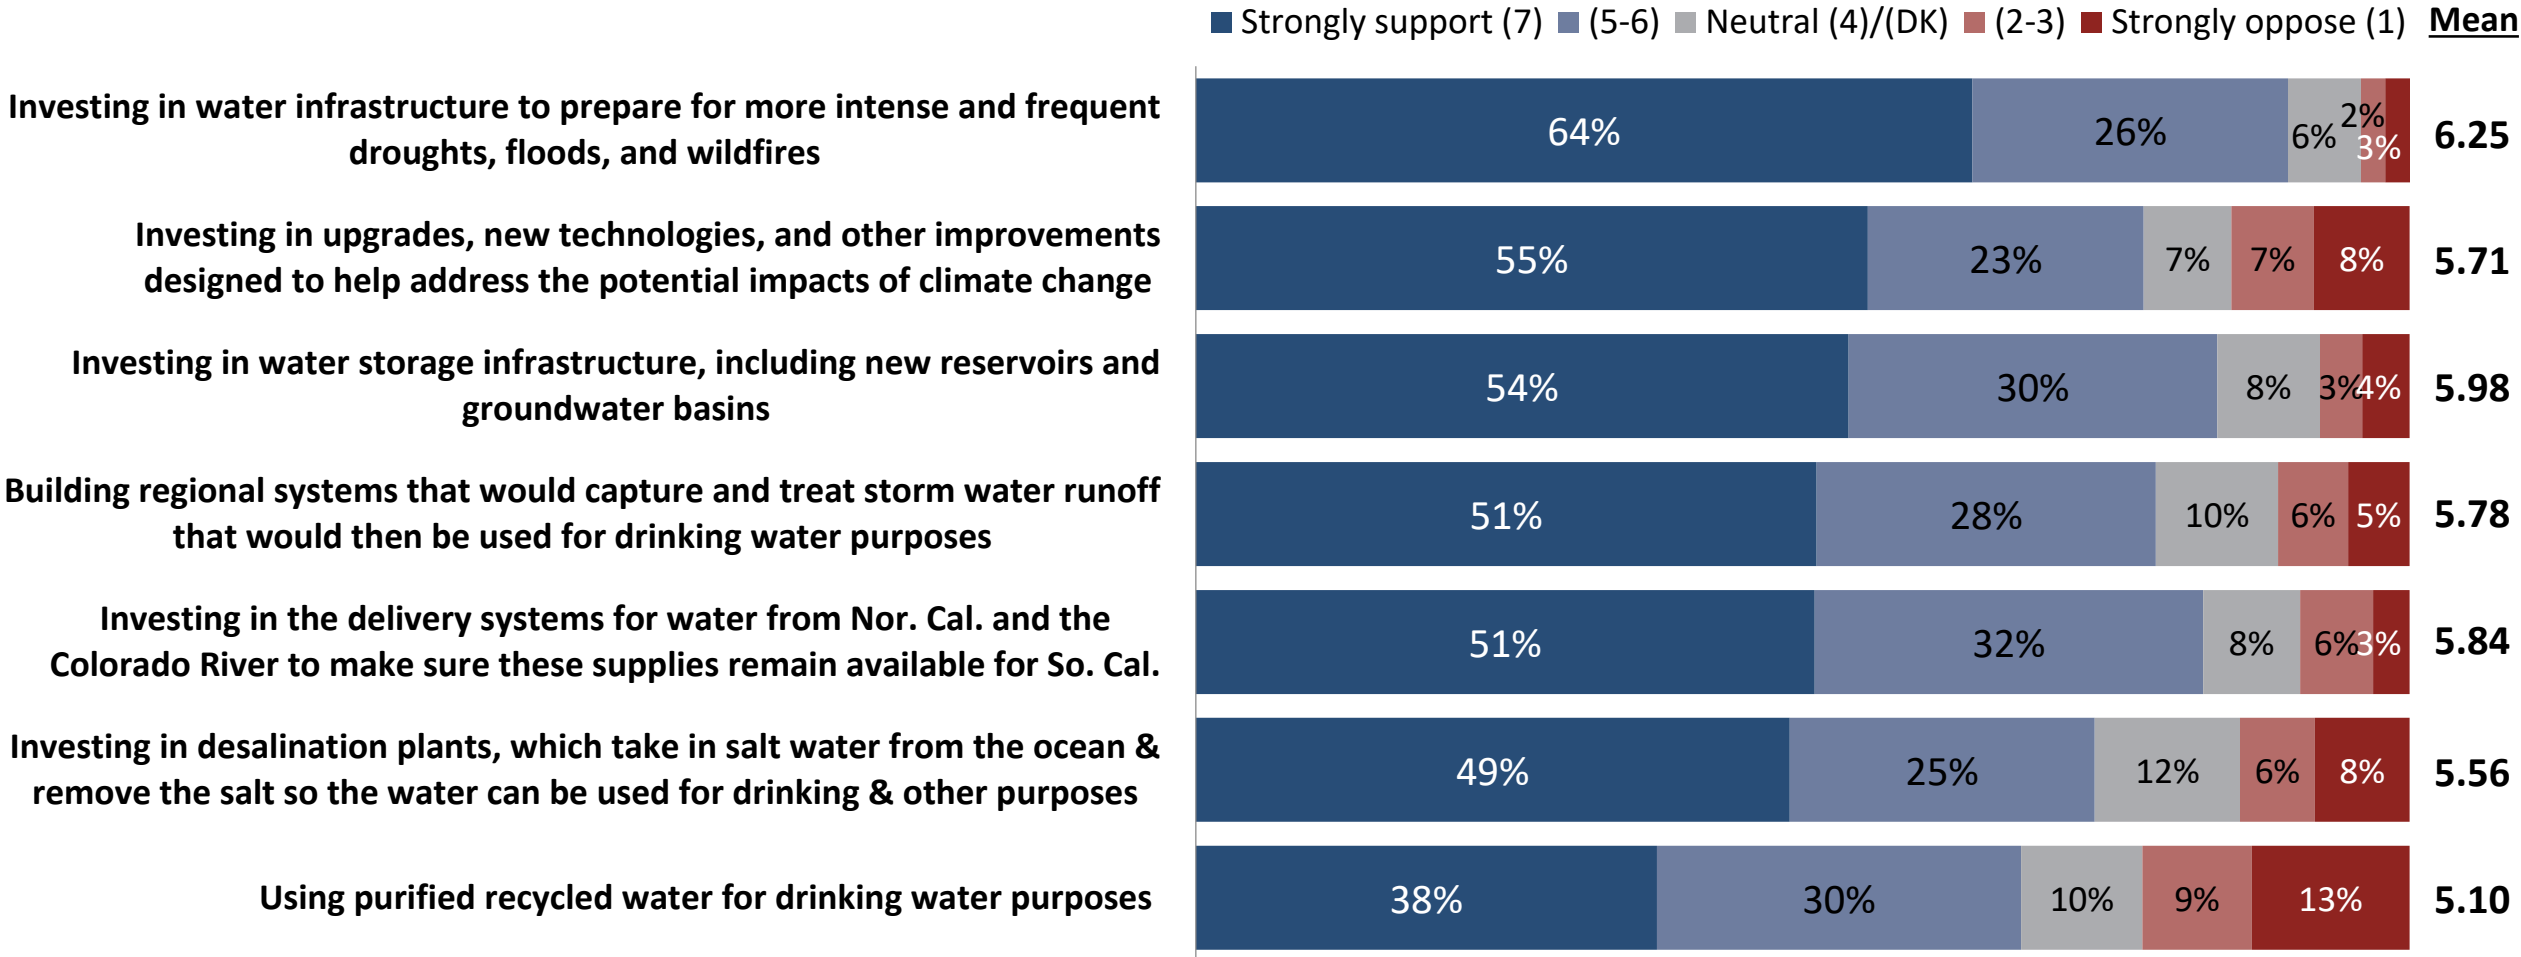 Strongly support (7) (5-6) Neutral (4)/(DK) (2-3) Strongly oppose (1) Mean
Investing in water infrastructure to prepare for more intense and frequent
droughts, floods, and wildfires
64% 26% 6% 2% 3% 6.25
Investing in upgrades, new technologies, and other improvements
designed to help address the potential impacts of climate change
55% 23% 7% 7% 8% 5.71
Investing in water storage infrastructure, including new reservoirs and
groundwater basins
54% 30% 8% 3% 4% 5.98
Building regional systems that would capture and treat storm water runoff
that would then be used for drinking water purposes
51% 28% 10% 6% 5% 5.78
Investing in the delivery systems for water from Nor. Cal. and the
Colorado River to make sure these supplies remain available for So. Cal.
51% 32% 8% 6% 3% 5.84
Investing in desalination plants, which take in salt water from the ocean &
remove the salt so the water can be used for drinking & other purposes
49% 25% 12% 6% 8% 5.56
Using purified recycled water for drinking water purposes
38% 30% 10% 9% 13% 5.10